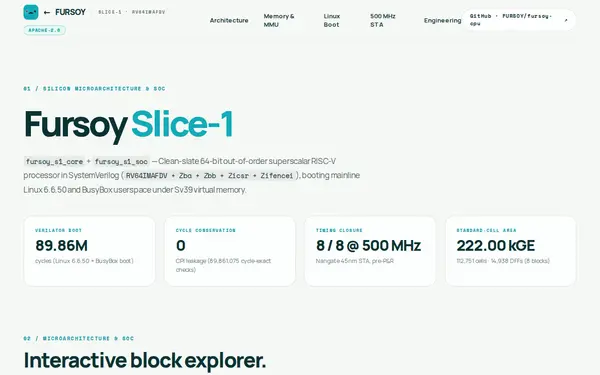 ← FURSOY
SLICE-1 · RV64IMAFDV
APACHE-2.0
Architecture
Memory & MMU
Linux Boot
500 MHz STA
Engineering
GitHub · FURSOY/fursoy-cpu ↗
01 / SILICON MICROARCHITECTURE & SOC
Fursoy Slice-1
fursoy_s1_core + fursoy_s1_soc — Clean-slate 64-bit out-of-order superscalar RISC-V
processor in SystemVerilog (RV64IMAFDV + Zba + Zbb + Zicsr + Zifencei), booting mainline
Linux 6.6.50 and BusyBox userspace under Sv39 virtual memory.
VERILATOR BOOT
89.86M
cycles (Linux 6.6.50 + BusyBox boot)
CYCLE CONSERVATION
0
CPI leakage (89,861,075 cycle-exact
checks)
TIMING CLOSURE
8 / 8 @ 500 MHz
Nangate 45nm STA, pre-P&R
STANDARD-CELL AREA
222.00 kGE
112,751 cells · 14,938 DFFs (8 blocks)
02 / MICROARCHITECTURE & SOC
Interactive block explorer.